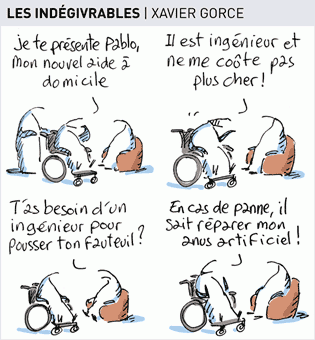 LES INDÉGIVRABLES | XAVIER GORCE
Je te présente Pablo,
mon nouvel aide à
domicile
Il est ingénieur et
ne me coûte pas
plus cher !
T'as besoin d'un
ingénieur pour
pousser ton fauteuil ?
En cas de panne, il
sait réparer mon
anus artificiel !